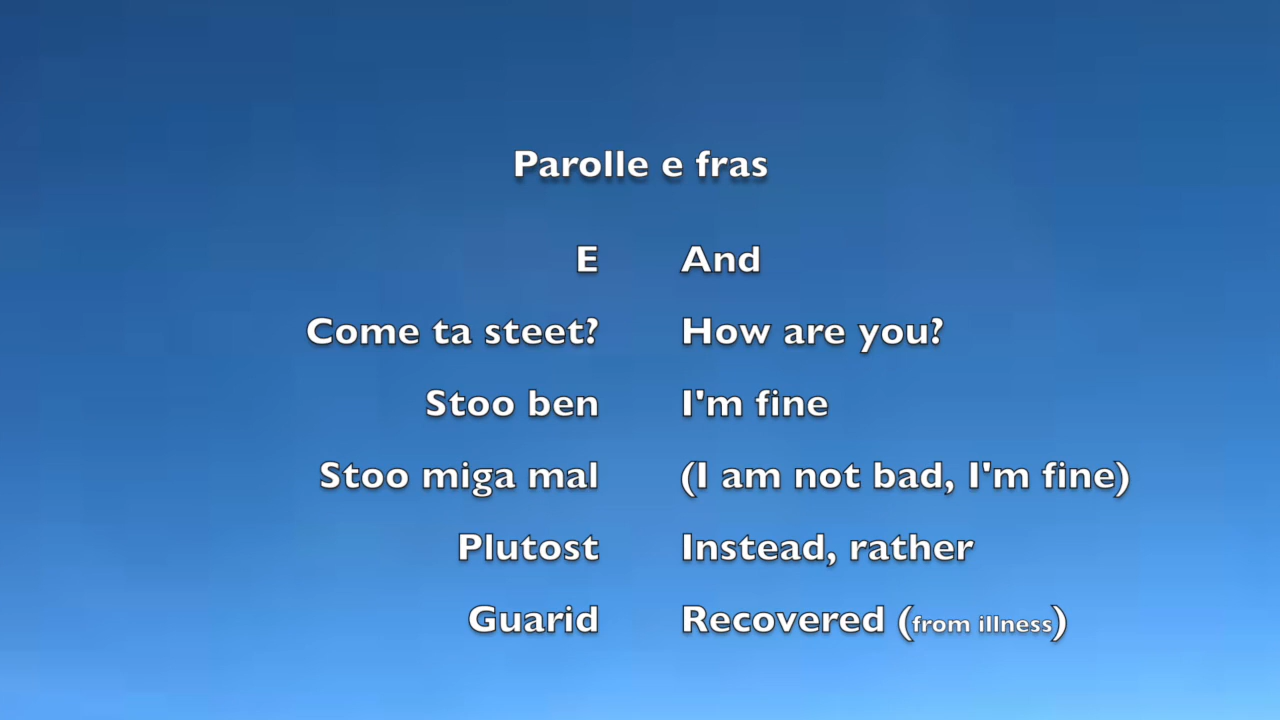 Parolle e fras
E And
Come ta steet? How are you?
Stoo ben I'm fine
Stoo miga mal (I am not bad, I'm fine)
Plutost Instead, rather
Guarid Recovered (from illness)